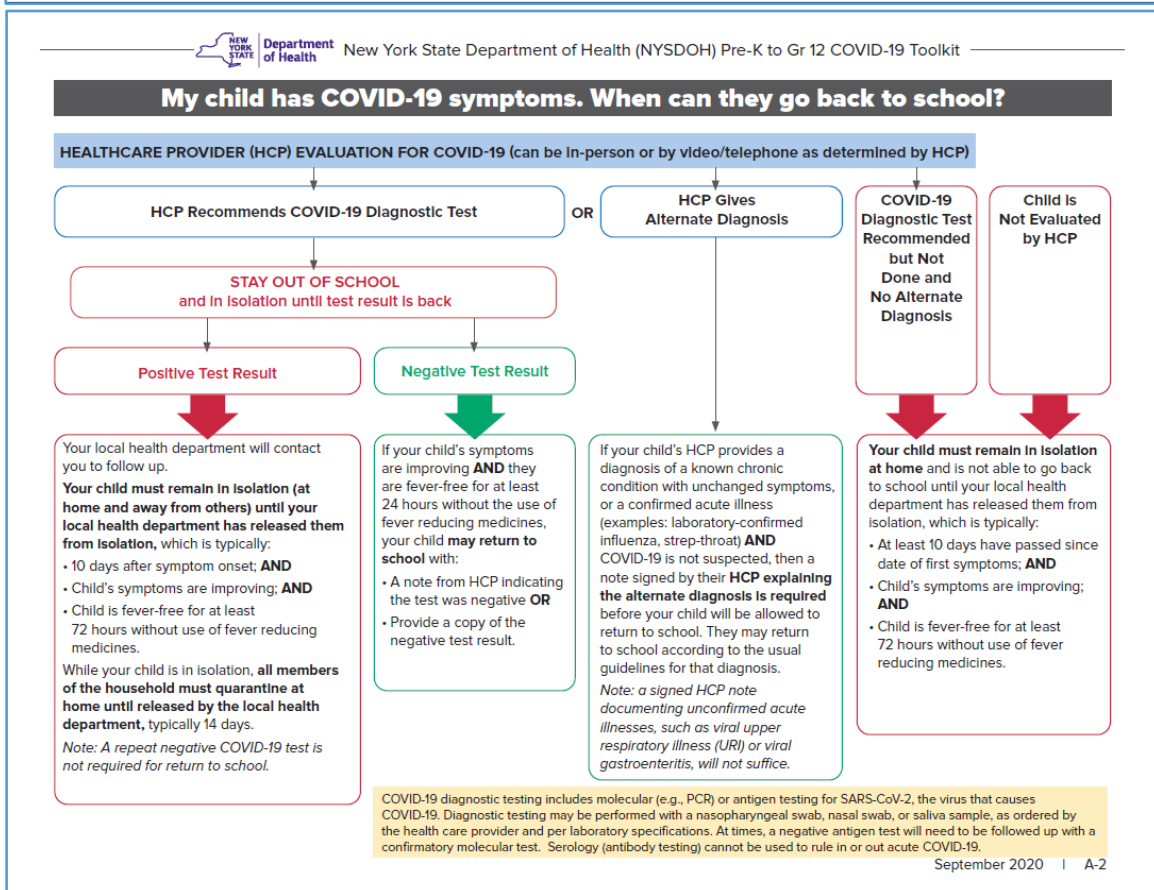 NEW
YORK
STATE
Department
of Health
New York State Department of Health (NYSDOH) Pre-K to Gr 12 COVID-19 Toolkit
My child has COVID-19 symptoms. When can they go back to school?
HEALTHCARE PROVIDER (HCP) EVALUATION FOR COVID-19 (can be in-person or by video/telephone as determined by HCP)
HCP Recommends COVID-19 Diagnostic Test
OR
HCP Gives
Alternate Diagnosis
COVID-19
Diagnostic Test
Recommended
but Not
Done and
No Alternate
Diagnosis
Child Is
Not Evaluated
by HCP
STAY OUT OF SCHOOL
and in isolation until test result is back
Positive Test Result
Negative Test Result
Your local health department will contact
you to follow up.
Your child must remain in isolation (at
home and away from others) until your
local health department has released them
from isolation, which is typically:
• 10 days after symptom onset; AND
• Child's symptoms are improving; AND
• Child is fever-free for at least
72 hours without use of fever reducing
medicines.
While your child is in isolation, all members
of the household must quarantine at
home until released by the local health
department, typically 14 days.
Note: A repeat negative COVID-19 test is
not required for return to school.
If your child's symptoms
are improving AND they
are fever-free for at least
24 hours without the use of
fever reducing medicines,
your child may return to
school with:
• A note from HCP indicating
the test was negative OR
• Provide a copy of the
negative test result.
If your child's HCP provides a
diagnosis of a known chronic
condition with unchanged symptoms,
or a confirmed acute illness
(examples: laboratory-confirmed
influenza, strep-throat) AND
COVID-19 is not suspected, then a
note signed by their HCP explaining
the alternate diagnosis is required
before your child will be allowed to
return to school. They may return
to school according to the usual
guidelines for that diagnosis.
Note: a signed HCP note
documenting unconfirmed acute
illnesses, such as viral upper
respiratory illness (URI) or viral
gastroenteritis, will not suffice.
Your child must remain in isolation
at home and is not able to go back
to school until your local health
department has released them from
isolation, which is typically:
• At least 10 days have passed since
date of first symptoms; AND
• Child's symptoms are improving;
AND
• Child is fever-free for at least
72 hours without use of fever
reducing medicines.
COVID-19 diagnostic testing includes molecular (e.g., PCR) or antigen testing for SARS-CoV-2, the virus that causes
COVID-19. Diagnostic testing may be performed with a nasopharyngeal swab, nasal swab, or saliva sample, as ordered by
the health care provider and per laboratory specifications. At times, a negative antigen test will need to be followed up with a
confirmatory molecular test. Serology (antibody testing) cannot be used to rule in or out acute COVID-19.
September 2020 | A-2